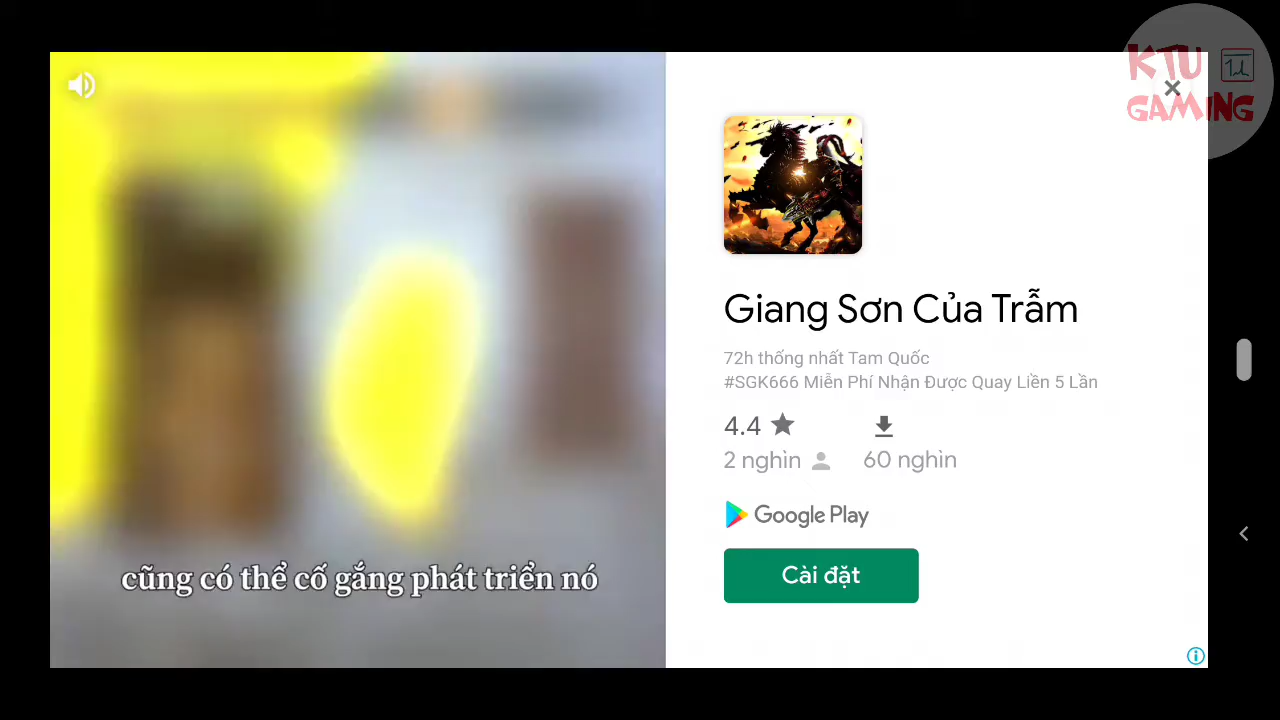 KTU
GAMING
Giang Sơn Của Trẫm
72h thống nhất Tam Quốc
#SGK666 Miễn Phí Nhận Được Quay Liền 5 Lần
4.4
2 nghìn 60 nghìn
Google Play
cũng có thể cố gắng phát triển nó
Cài đặt